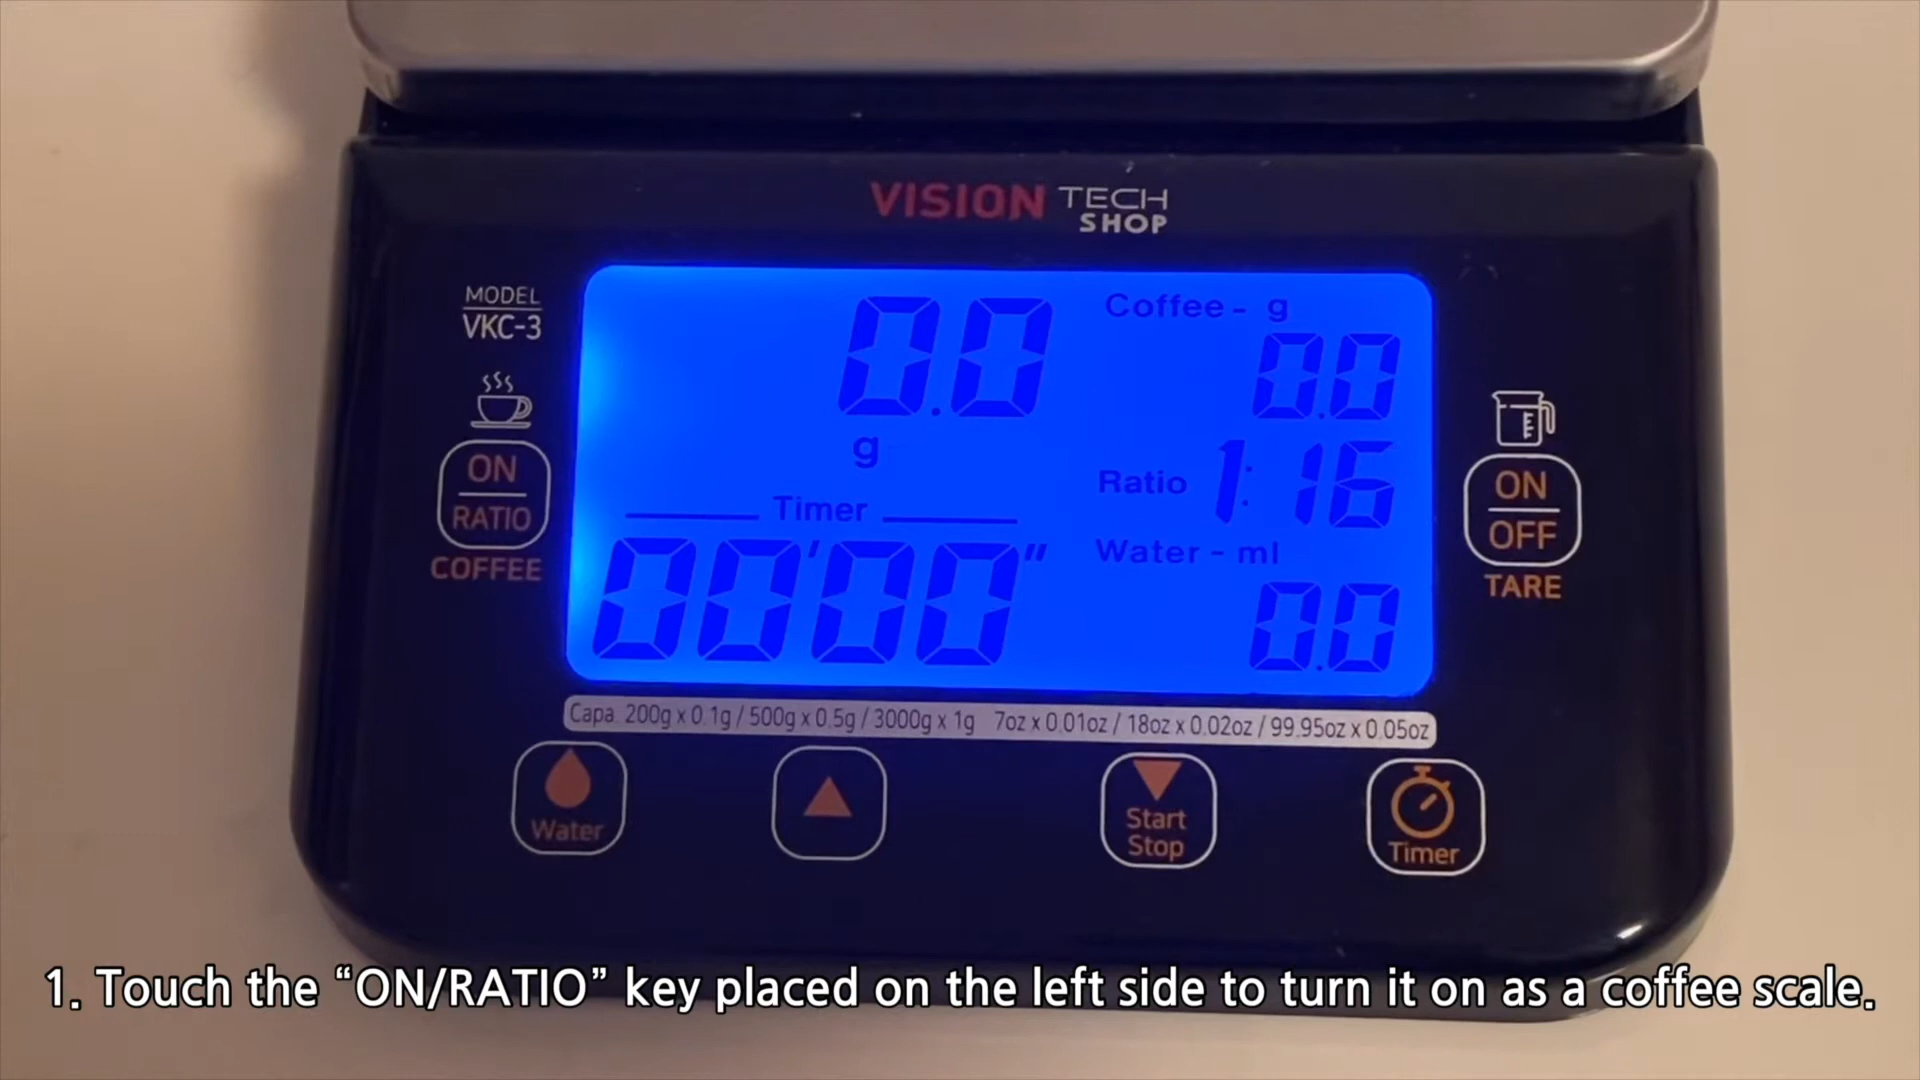 VISION TECH
SHOP
MODEL
VKC-3
ON
RATIO
COFFEE
0.0
g
Timer
00'00"
Coffee - g
0.0
Ratio 1:16
Water - ml
0.0
ON
OFF
TARE
Capa. 200g x 0.1g / 500g x 0.5g / 3000g x 1g 7oz x 0.01oz / 18oz x 0.02oz / 99.95oz x 0.05oz
Water
Start
Stop
Timer
1. Touch the “ON/RATIO” key placed on the left side to turn it on as a coffee scale.